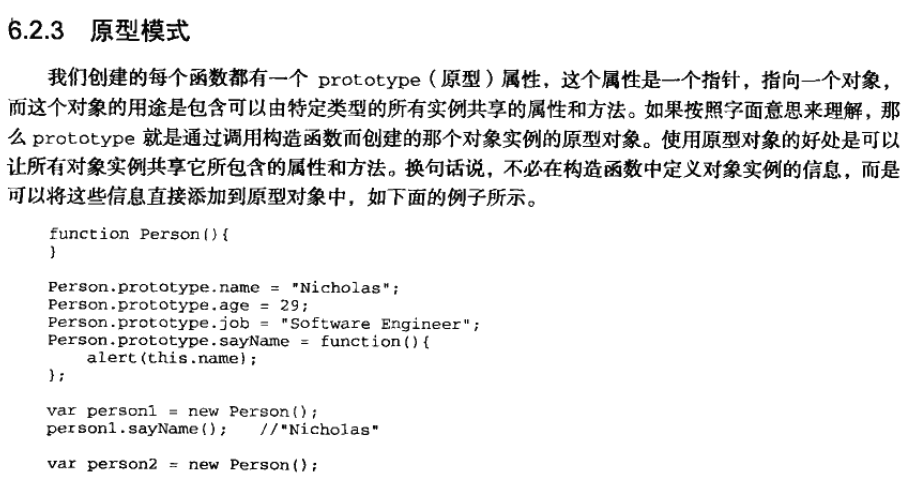 6.2.3 原型模式
我们创建的每个函数都有一个 prototype（原型）属性，这个属性是一个指针，指向一个对象，
而这个对象的用途是包含可以由特定类型的所有实例共享的属性和方法。如果按照字面意思来理解，那
么 prototype 就是通过调用构造函数而创建的那个对象实例的原型对象。使用原型对象的好处是可以
让所有对象实例共享它所包含的属性和方法。换句话说，不必在构造函数中定义对象实例的信息，而是
可以将这些信息直接添加到原型对象中，如下面的例子所示。
function Person(){
}
Person.prototype.name = "Nicholas";
Person.prototype.age = 29;
Person.prototype.job = "Software Engineer";
Person.prototype.sayName = function(){
    alert(this.name);
};
var person1 = new Person();
person1.sayName();   //"Nicholas"
var person2 = new Person();